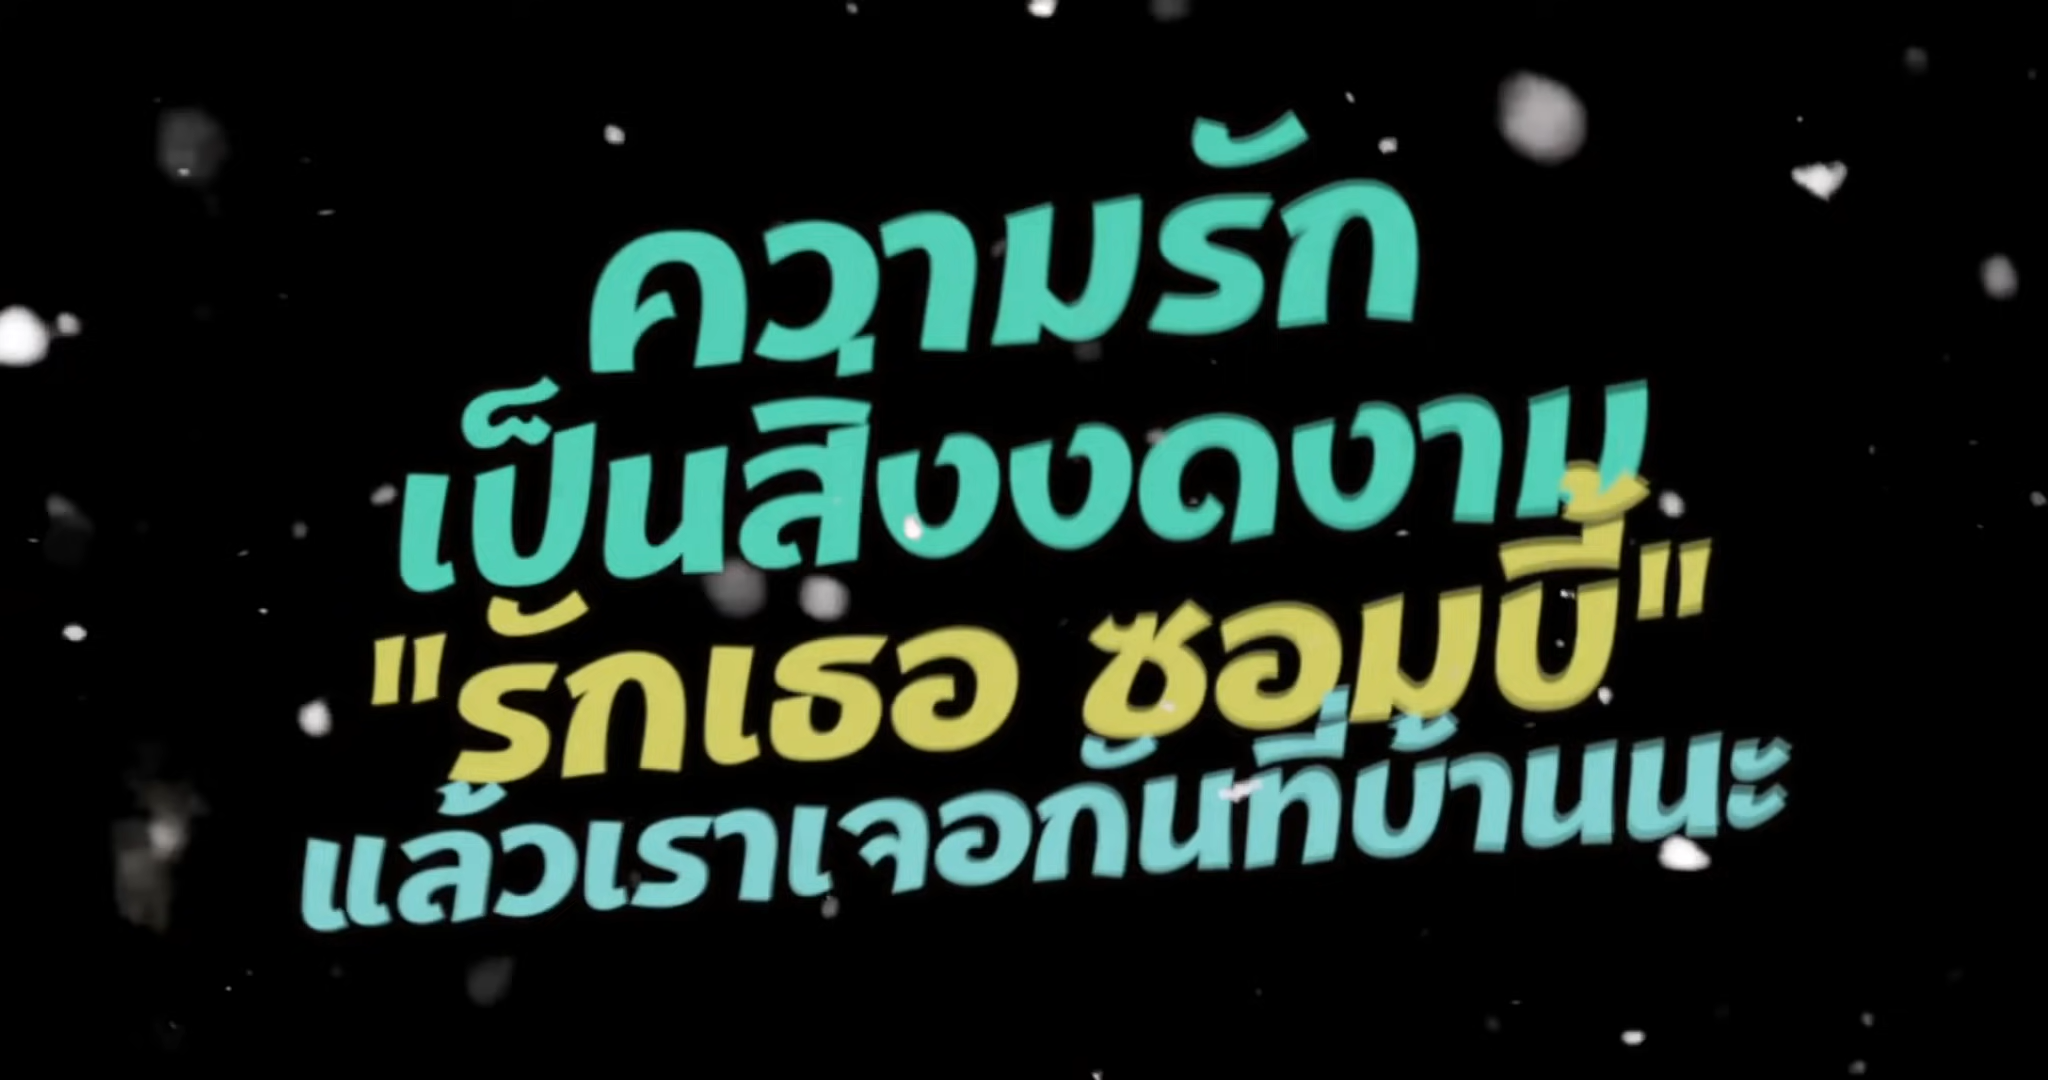 ความรัก
เป็นสิ่งงดงาม
"รักเธอ ซอมบี้"
แล้วเราเจอกันที่บ้านนะ